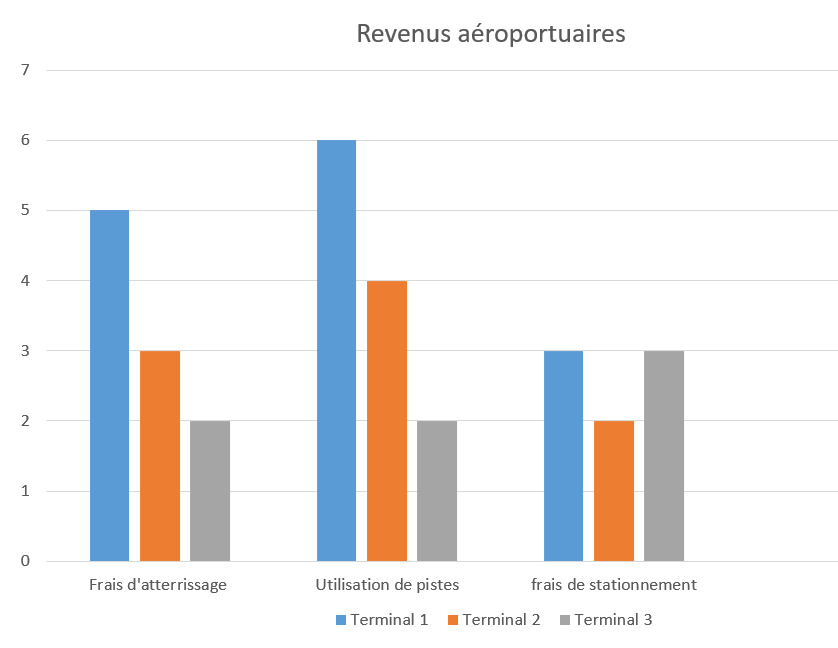 Revenus aéroportuaires
7
6
5
4
3
2
1
0
Frais d'atterrissage Utilisation de pistes frais de stationnement
Terminal 1 Terminal 2 Terminal 3